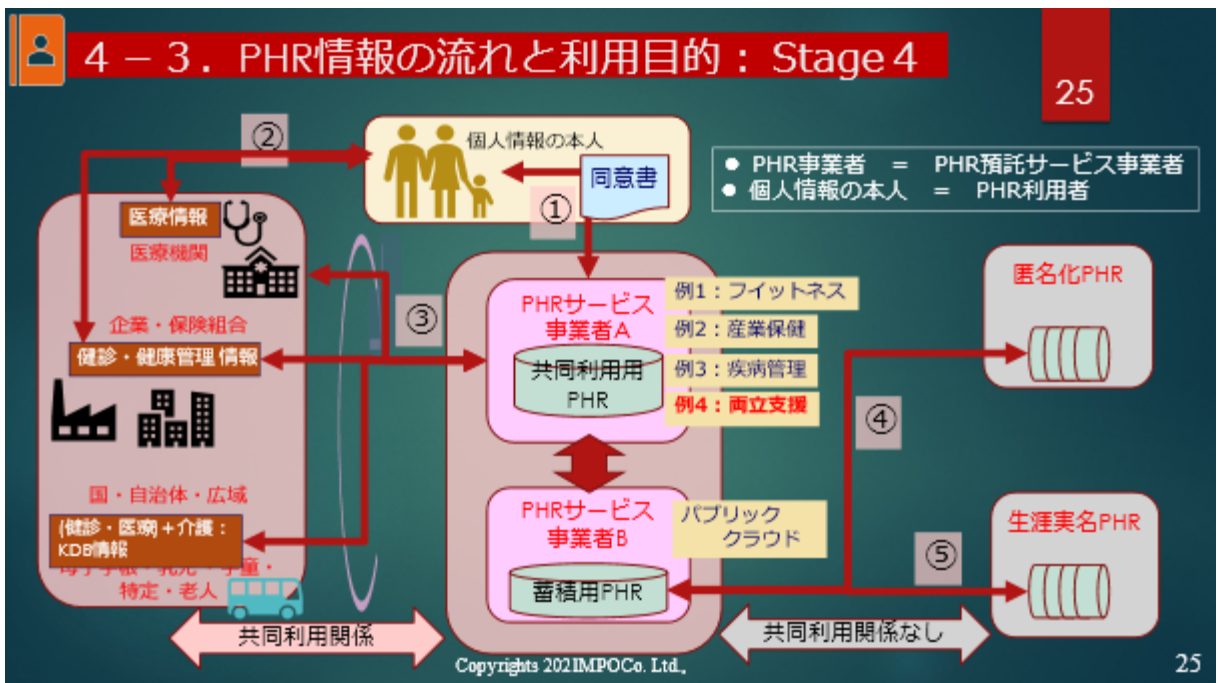 4-3. PHR情報の流れと利用目的: Stage4
25
②
個人情報の本人
同意書
①
● PHR事業者 = PHR預託サービス事業者
● 個人情報の本人 = PHR利用者
医療情報
医療機関
企業・保険組合
健診・健康管理 情報
国・自治体・広域
(健診・医療)+介護:
KDB情報
特定・老人
③
PHRサービス
事業者A
共同利用用
PHR
例1:フイットネス
例2:産業保健
例3:疾病管理
例4:両立支援
PHRサービス
事業者B
蓄積用PHR
パブリック
クラウド
匿名化PHR
④
生涯実名PHR
⑤
共同利用関係
共同利用関係なし
Copyrights 2021MPOCo. Ltd.,
25